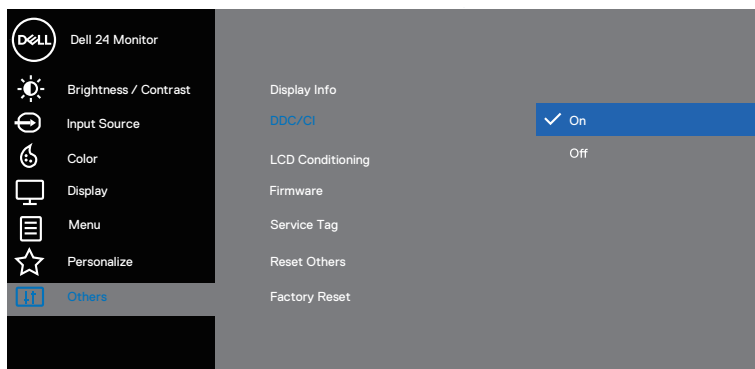 DELL
Dell 24 Monitor
Brightness / Contrast
Input Source
Color
Display
Menu
Personalize
Others
Display Info
DDC/CI
LCD Conditioning
Firmware
Service Tag
Reset Others
Factory Reset
On
Off